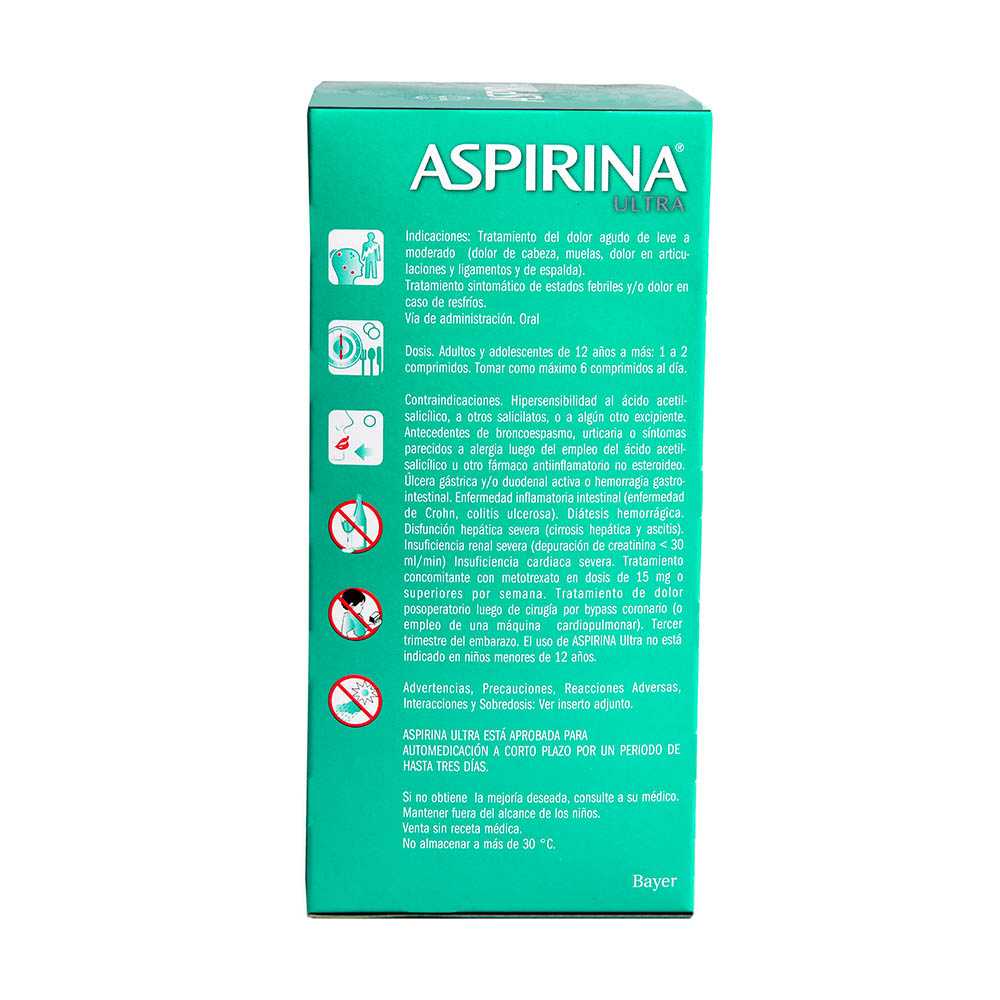 ASPIRINA®
ULTRA
Indicaciones: Tratamiento del dolor agudo de leve a
moderado (dolor de cabeza, muelas, dolor en articu-
laciones y ligamentos y de espalda).
Tratamiento sintomático de estados febriles y/o dolor en
caso de resfríos.
Vía de administración. Oral
Dosis. Adultos y adolescentes de 12 años a más: 1 a 2
comprimidos. Tomar como máximo 6 comprimidos al día.
Contraindicaciones. Hipersensibilidad al ácido acetil-
salicílico, a otros salicilatos, o a algún otro excipiente.
Antecedentes de broncoespasmo, urticaria o síntomas
parecidos a alergia luego del empleo del ácido acetil-
salicílico u otro fármaco antiinflamatorio no esteroideo.
Úlcera gástrica y/o duodenal activa o hemorragia gastro-
intestinal. Enfermedad inflamatoria intestinal (enfermedad
de Crohn, colitis ulcerosa). Diátesis hemorrágica.
Disfunción hepática severa (cirrosis hepática y ascitis).
Insuficiencia renal severa (depuración de creatinina < 30
ml/min) Insuficiencia cardiaca severa. Tratamiento
concomitante con metotrexato en dosis de 15 mg o
superiores por semana. Tratamiento de dolor
posoperatorio luego de cirugía por bypass coronario (o
empleo de una máquina cardiopulmonar). Tercer
trimestre del embarazo. El uso de ASPIRINA Ultra no está
indicado en niños menores de 12 años.
Advertencias, Precauciones, Reacciones Adversas,
Interacciones y Sobredosis: Ver inserto adjunto.
ASPIRINA ULTRA ESTÁ APROBADA PARA
AUTOMEDICACIÓN A CORTO PLAZO POR UN PERIODO DE
HASTA TRES DÍAS.
Si no obtiene la mejoría deseada, consulte a su médico.
Mantener fuera del alcance de los niños.
Venta sin receta médica.
No almacenar a más de 30 °C.
Bayer